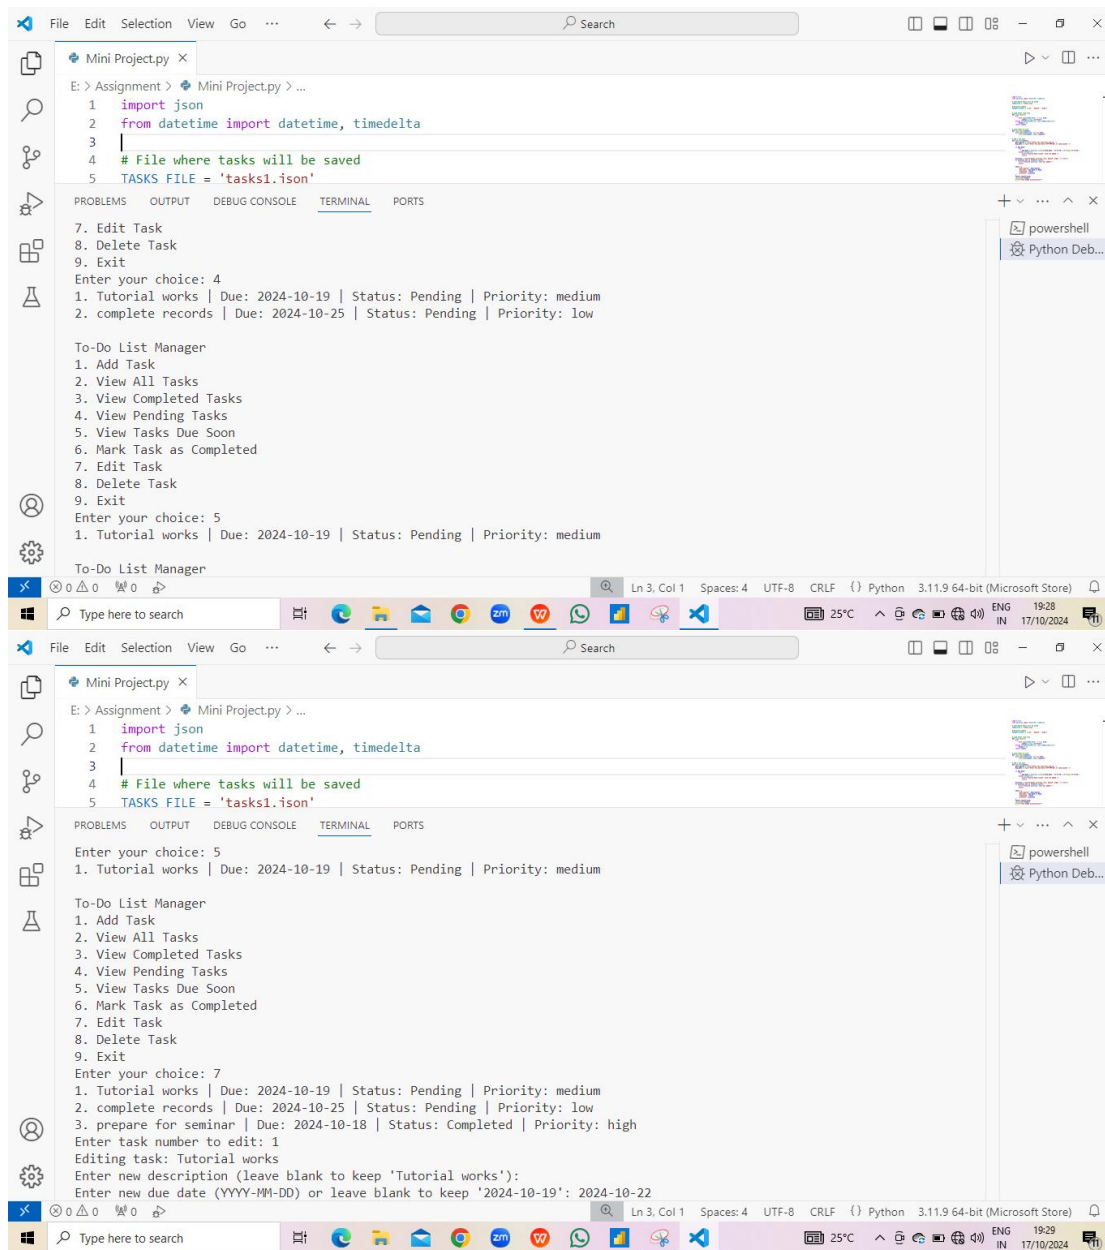 File Edit Selection View Go ··· Search
Mini Project.py
E: > Assignment > Mini Project.py > ...
1 import json
2 from datetime import datetime, timedelta
3
4 # File where tasks will be saved
5 TASKS_FILE = 'tasks1.json'
PROBLEMS OUTPUT DEBUG CONSOLE TERMINAL PORTS
powershell
Python Deb...
7. Edit Task
8. Delete Task
9. Exit
Enter your choice: 4
1. Tutorial works | Due: 2024-10-19 | Status: Pending | Priority: medium
2. complete records | Due: 2024-10-25 | Status: Pending | Priority: low
To-Do List Manager
1. Add Task
2. View All Tasks
3. View Completed Tasks
4. View Pending Tasks
5. View Tasks Due Soon
6. Mark Task as Completed
7. Edit Task
8. Delete Task
9. Exit
Enter your choice: 5
1. Tutorial works | Due: 2024-10-19 | Status: Pending | Priority: medium
To-Do List Manager
0 0 0 Ln 3, Col 1 Spaces: 4 UTF-8 CRLF {} Python 3.11.9 64-bit (Microsoft Store)
Type here to search zm W 25°C ENG 19:28
IN 17/10/2024 11
File Edit Selection View Go ··· Search
Mini Project.py
E: > Assignment > Mini Project.py > ...
1 import json
2 from datetime import datetime, timedelta
3
4 # File where tasks will be saved
5 TASKS_FILE = 'tasks1.json'
PROBLEMS OUTPUT DEBUG CONSOLE TERMINAL PORTS
powershell
Python Deb...
Enter your choice: 5
1. Tutorial works | Due: 2024-10-19 | Status: Pending | Priority: medium
To-Do List Manager
1. Add Task
2. View All Tasks
3. View Completed Tasks
4. View Pending Tasks
5. View Tasks Due Soon
6. Mark Task as Completed
7. Edit Task
8. Delete Task
9. Exit
Enter your choice: 7
1. Tutorial works | Due: 2024-10-19 | Status: Pending | Priority: medium
2. complete records | Due: 2024-10-25 | Status: Pending | Priority: low
3. prepare for seminar | Due: 2024-10-18 | Status: Completed | Priority: high
Enter task number to edit: 1
Editing task: Tutorial works
Enter new description (leave blank to keep 'Tutorial works'):
Enter new due date (YYYY-MM-DD) or leave blank to keep '2024-10-19': 2024-10-22
0 0 0 Ln 3, Col 1 Spaces: 4 UTF-8 CRLF {} Python 3.11.9 64-bit (Microsoft Store)
Type here to search zm W 25°C ENG 19:29
IN 17/10/2024 11